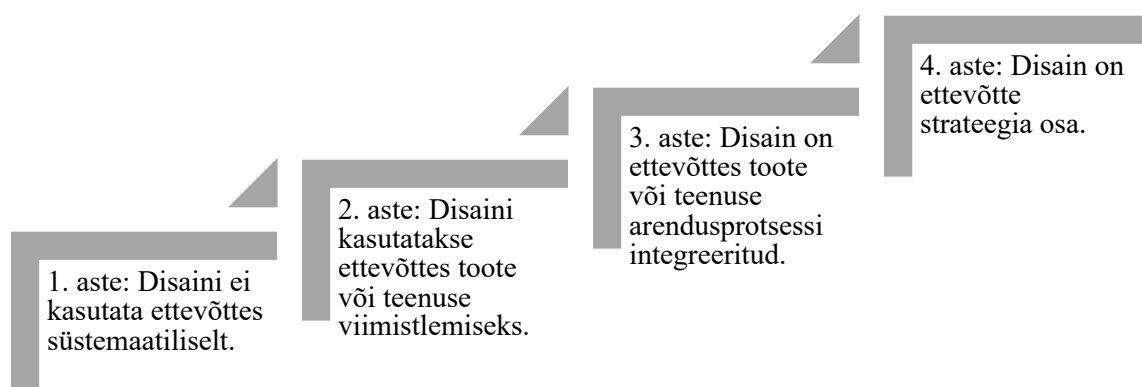 1. aste: Disaini ei
kasutata ettevõttes
süstemaatiliselt.
2. aste: Disaini
kasutatakse
ettevõttes toote
või teenuse
viimistlemiseks.
3. aste: Disain on
ettevõttes toote
või teenuse
arendusprotsessi
integreeritud.
4. aste: Disain on
ettevõtte
strateegia osa.